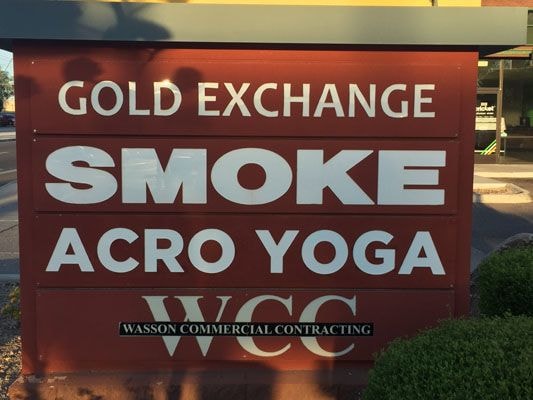 GOLD EXCHANGE
SMOKE
ACRO YOGA
WCC
WASSON COMMERCIAL CONTRACTING